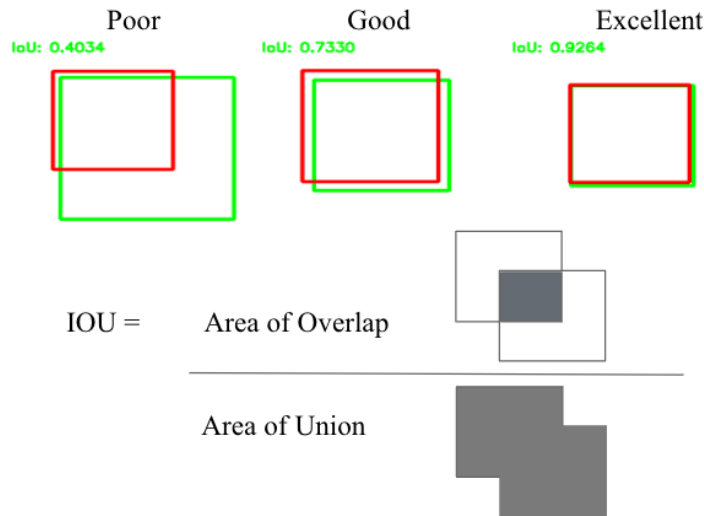 Poor
Good
Excellent
IoU: 0.4034
IoU: 0.7330
IoU: 0.9264
IOU =
Area of Overlap
Area of Union